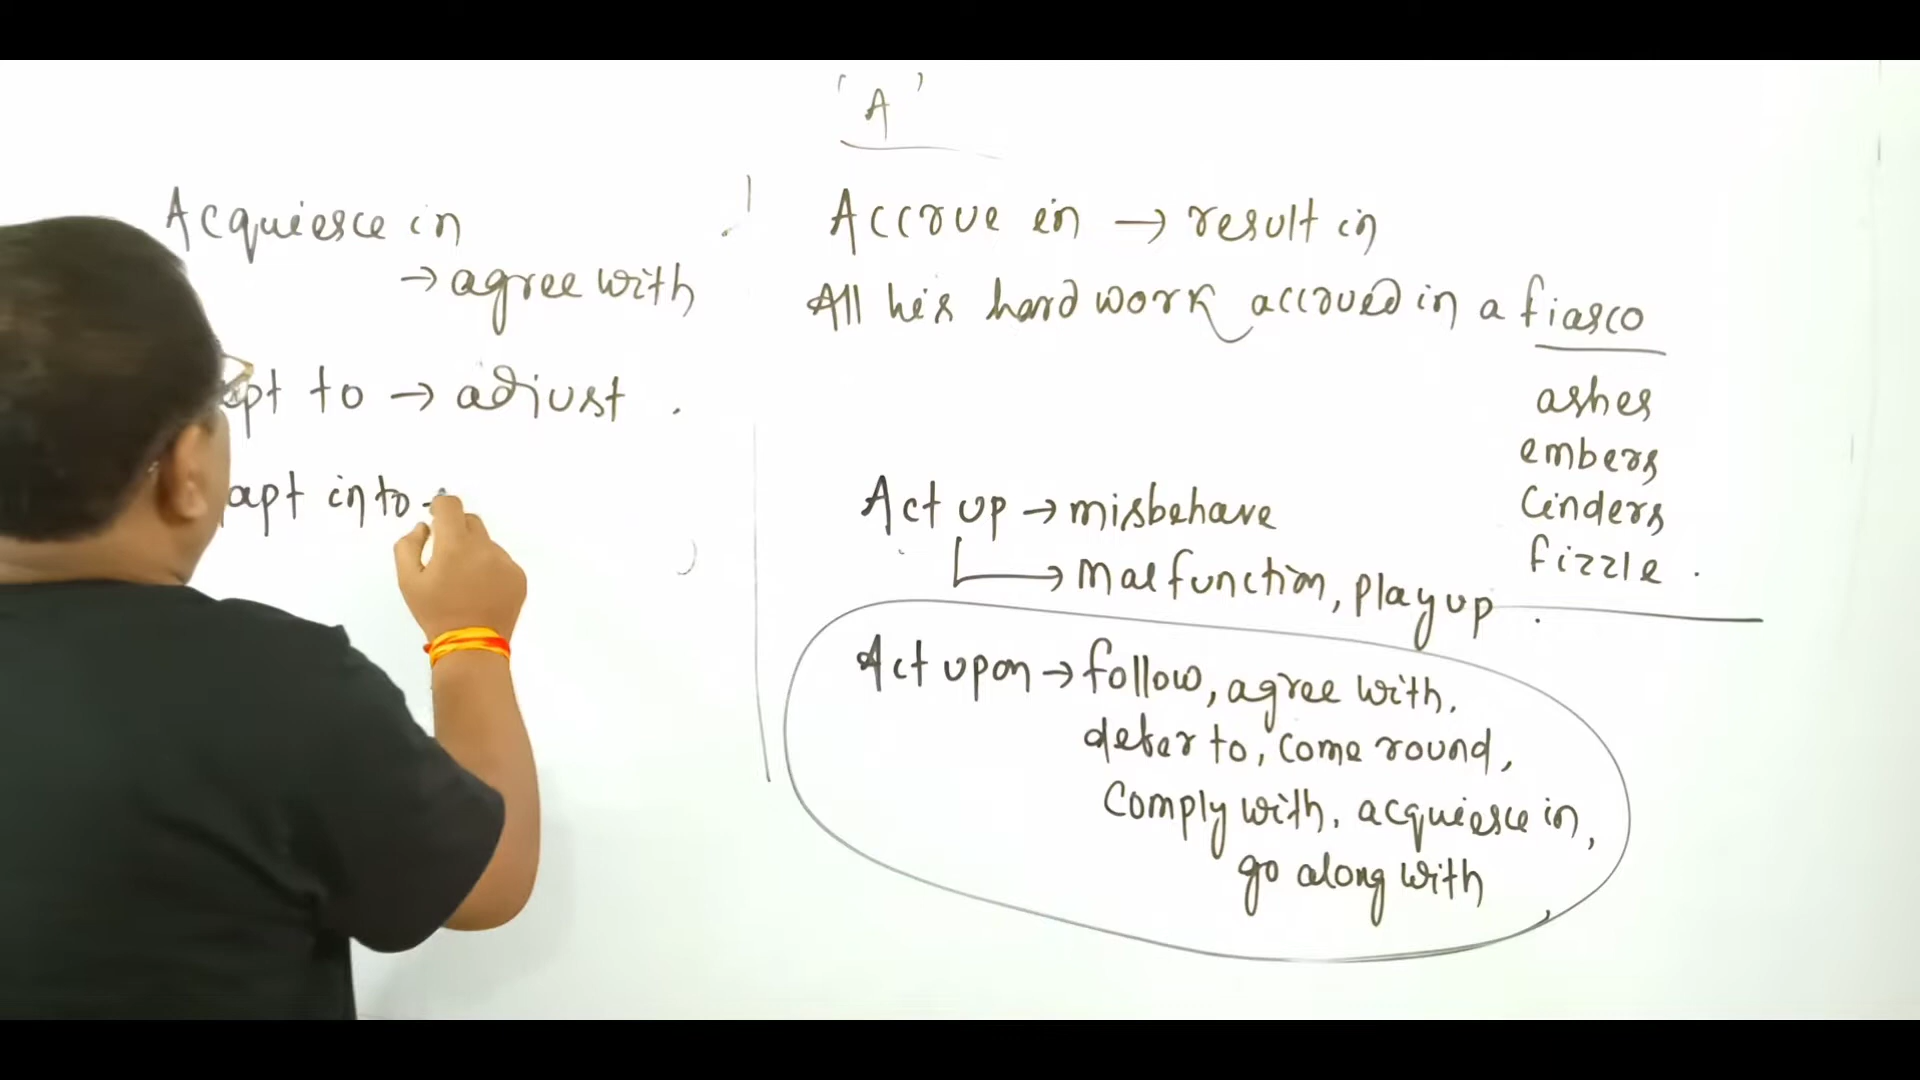 ' A '
Acquiesce in
→ agree with
apt to → adjust .
apt into
Accrue in → result in
All his hard work accrued in a fiasco
ashes
embers
Cinders
fizzle .
Act up → misbehave
→ Malfunction, play up .
Act upon → follow, agree with,
defer to, come round,
Comply with, acquiesce in,
go along with